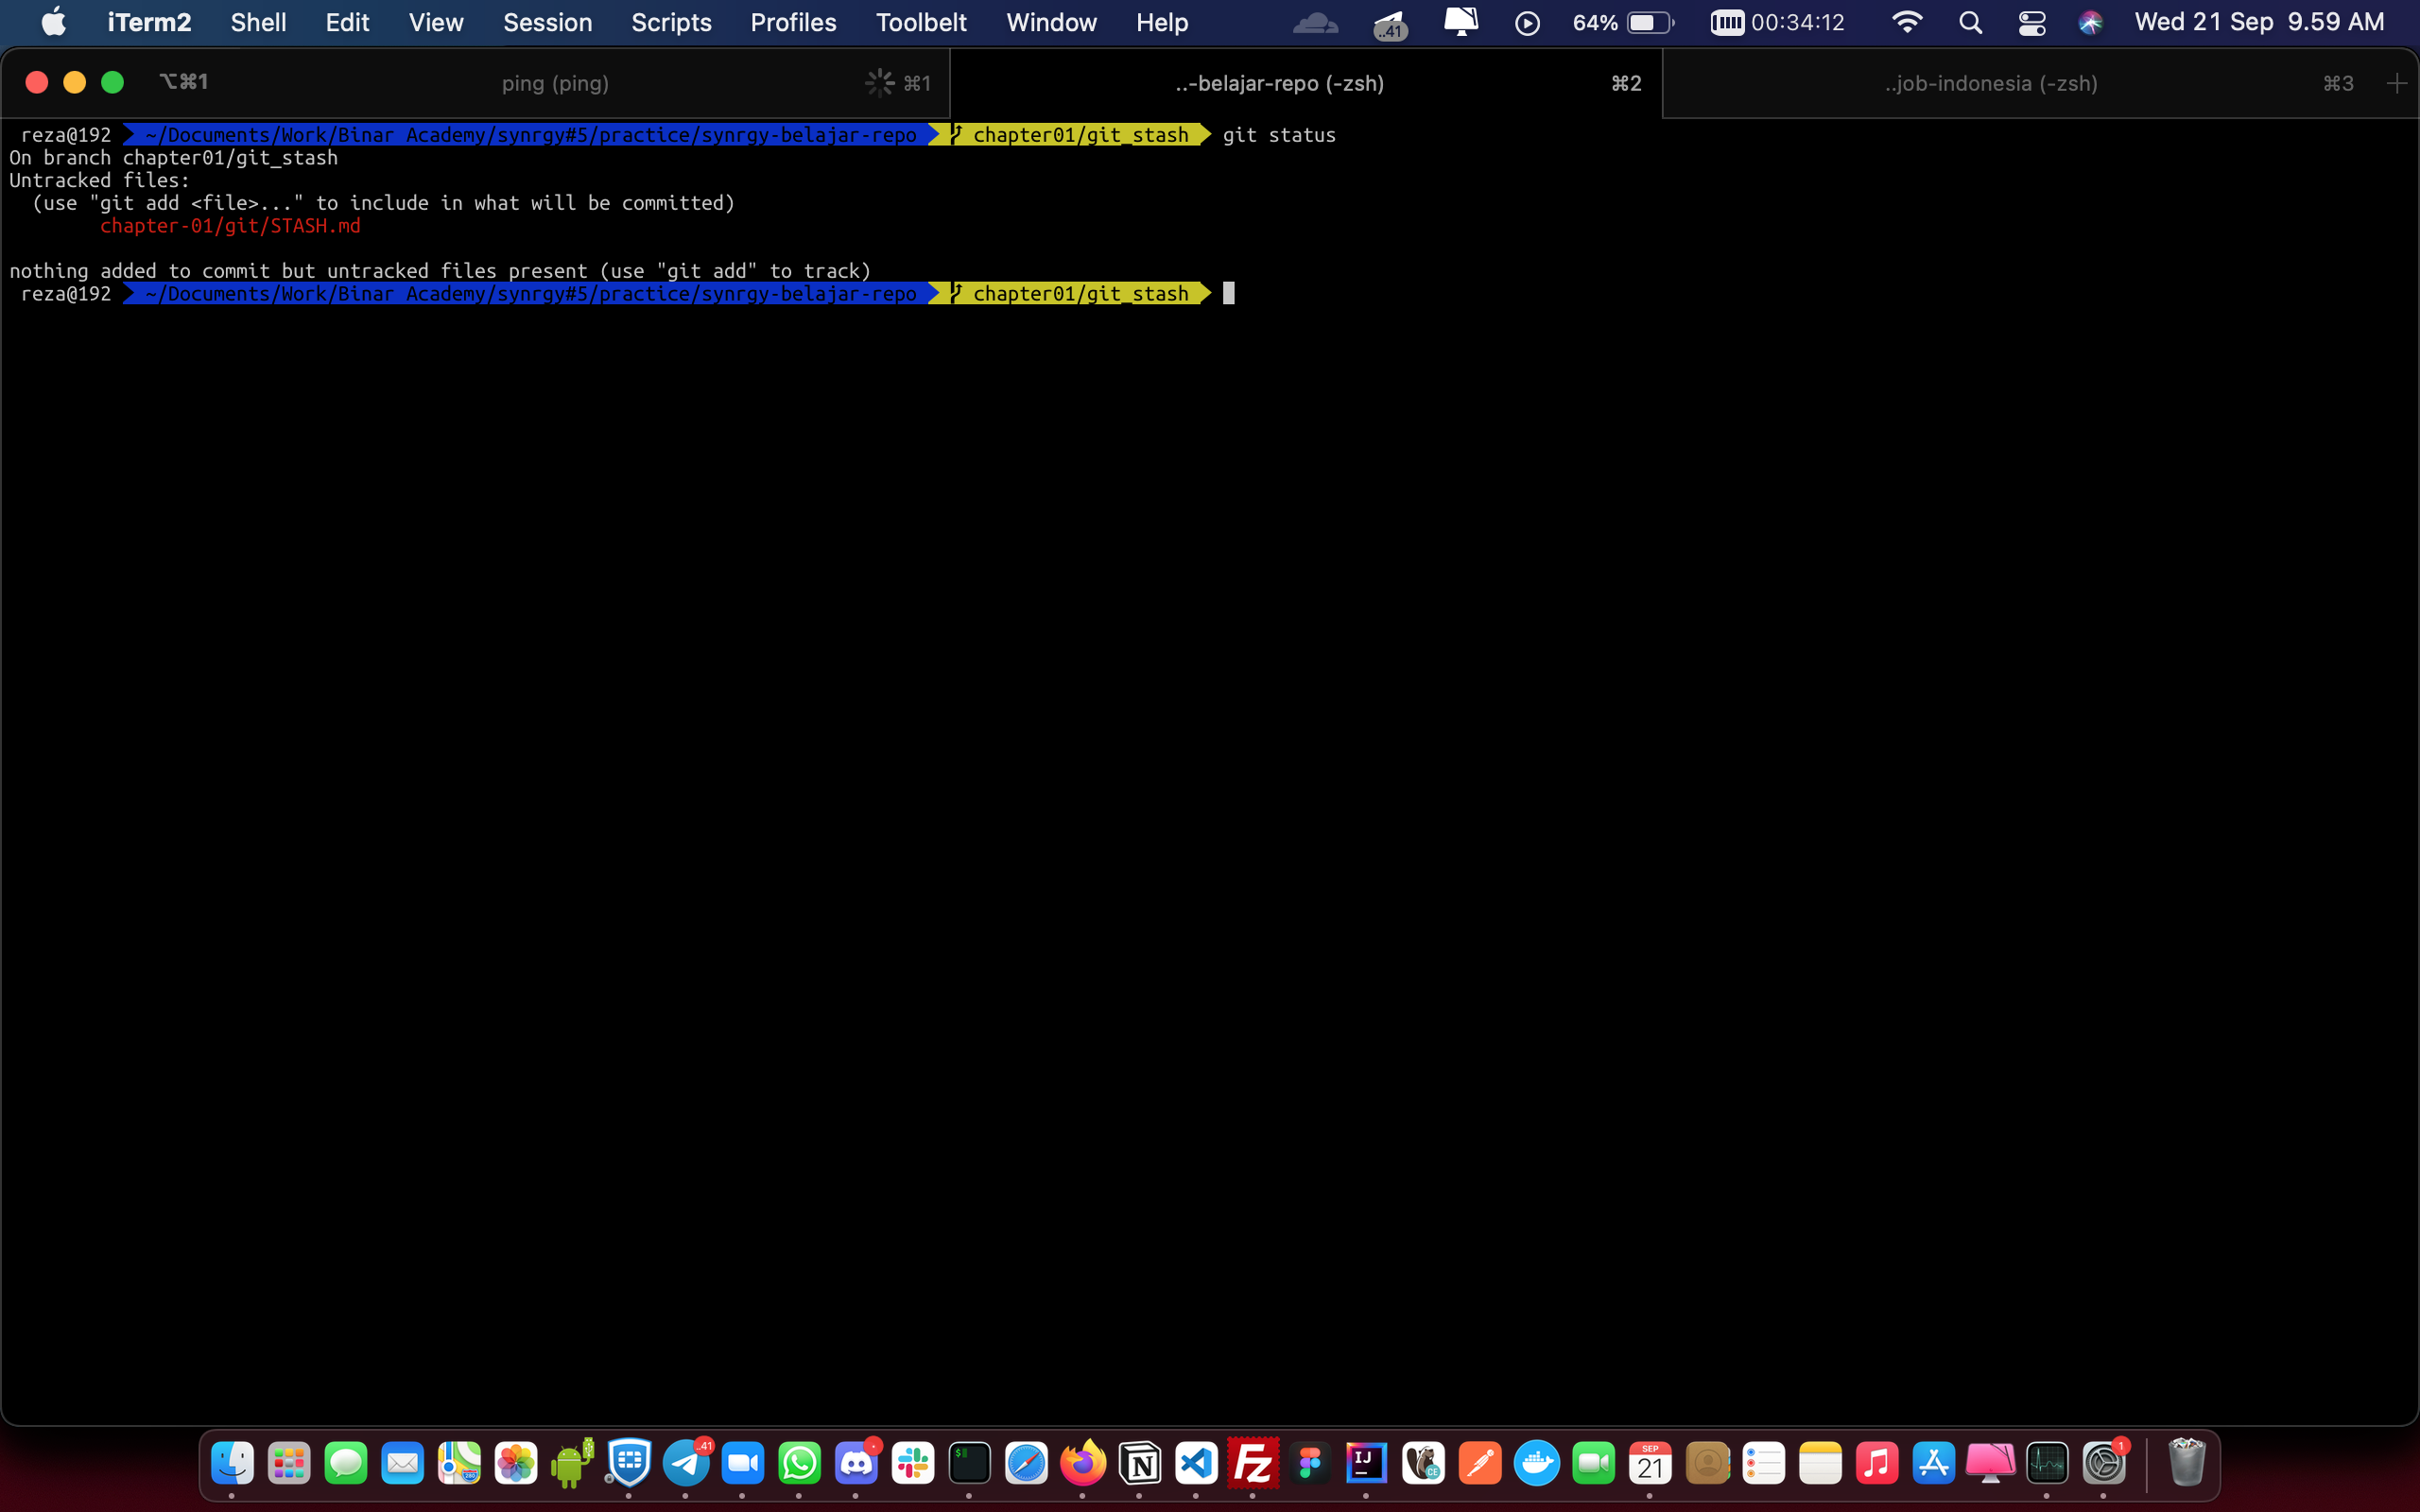 iTerm2 Shell Edit View Session Scripts Profiles Toolbelt Window Help ..41 64% 00:34:12 Wed 21 Sep 9.59 AM
⌥⌘1 ping (ping) ⌘1 ..-belajar-repo (-zsh) ⌘2 ..job-indonesia (-zsh) ⌘3 +
reza@192 ~/Documents/Work/Binar Academy/synrgy#5/practice/synrgy-belajar-repo chapter01/git_stash git status
On branch chapter01/git_stash
Untracked files:
(use "git add <file>..." to include in what will be committed)
chapter-01/git/STASH.md
nothing added to commit but untracked files present (use "git add" to track)
reza@192 ~/Documents/Work/Binar Academy/synrgy#5/practice/synrgy-belajar-repo chapter01/git_stash
280 ..41 $ N Fz IJ CE SEP 21 1